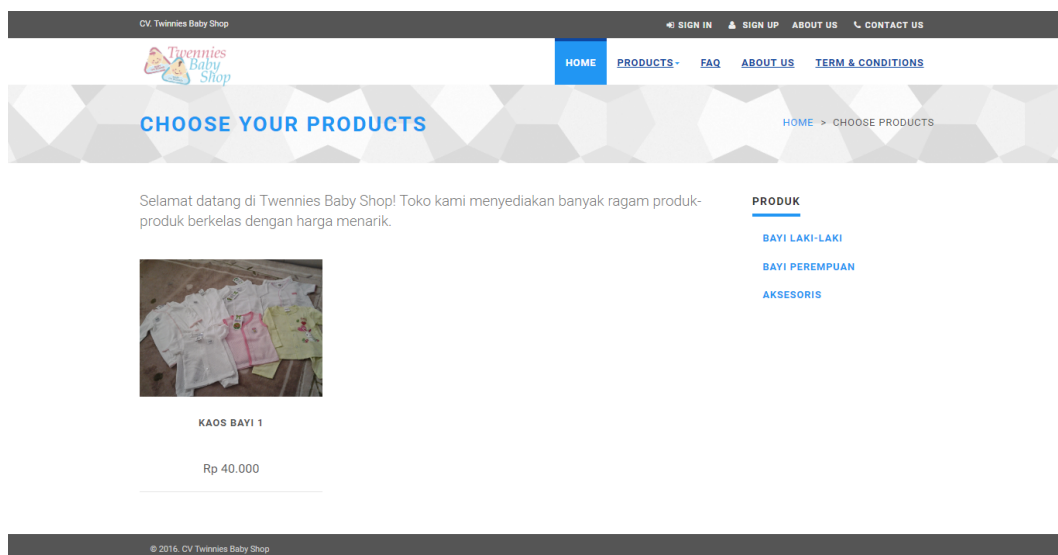 CV. Twinnies Baby Shop
SIGN IN SIGN UP ABOUT US CONTACT US
Twennies
Baby
Shop
HOME PRODUCTS FAQ ABOUT US TERM & CONDITIONS
CHOOSE YOUR PRODUCTS
HOME > CHOOSE PRODUCTS
Selamat datang di Twennies Baby Shop! Toko kami menyediakan banyak ragam produk-
produk berkelas dengan harga menarik.
KAOS BAYI 1
Rp 40.000
PRODUK
BAYI LAKI-LAKI
BAYI PEREMPUAN
AKSESORIS
© 2016. CV Twinnies Baby Shop